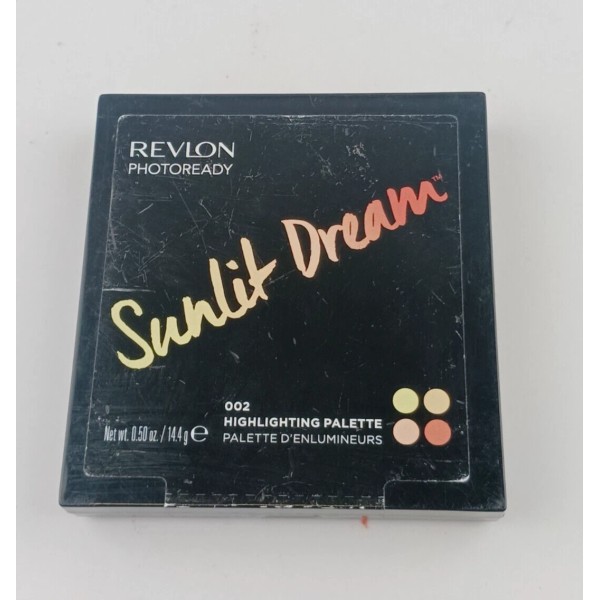 REVLON
PHOTOREADY
Sunlit Dream™
002
HIGHLIGHTING PALETTE
Net wt. 0.50 oz. / 14.4 g ℮ PALETTE D'ENLUMINEURS